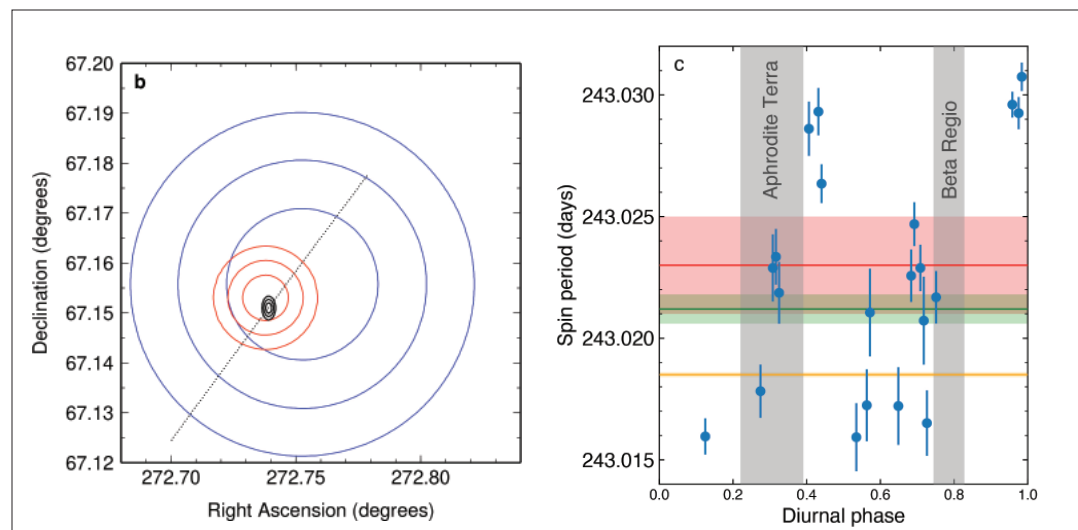 b
67.20
67.19
67.18
67.17
67.16
67.15
67.14
67.13
67.12
272.70
272.75
272.80
Declination (degrees)
Right Ascension (degrees)
c
Aphrodite Terra
Beta Regio
243.030
243.025
243.020
243.015
0.0
0.2
0.4
0.6
0.8
1.0
Spin period (days)
Diurnal phase